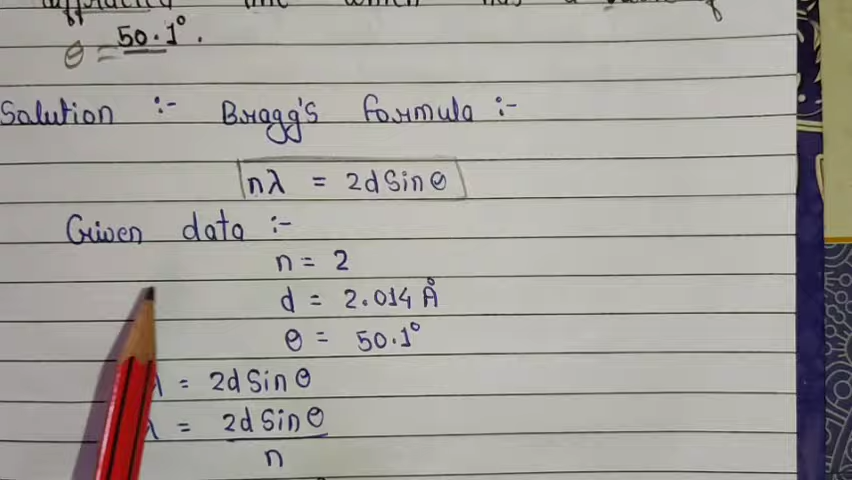 which
θ = 50.1°.
Solution :- Bragg's formula :-
nλ = 2d Sin θ
Given data :-
n = 2
d = 2.014 Å
θ = 50.1°
λ = 2d Sin θ
λ = 2d Sin θ
n